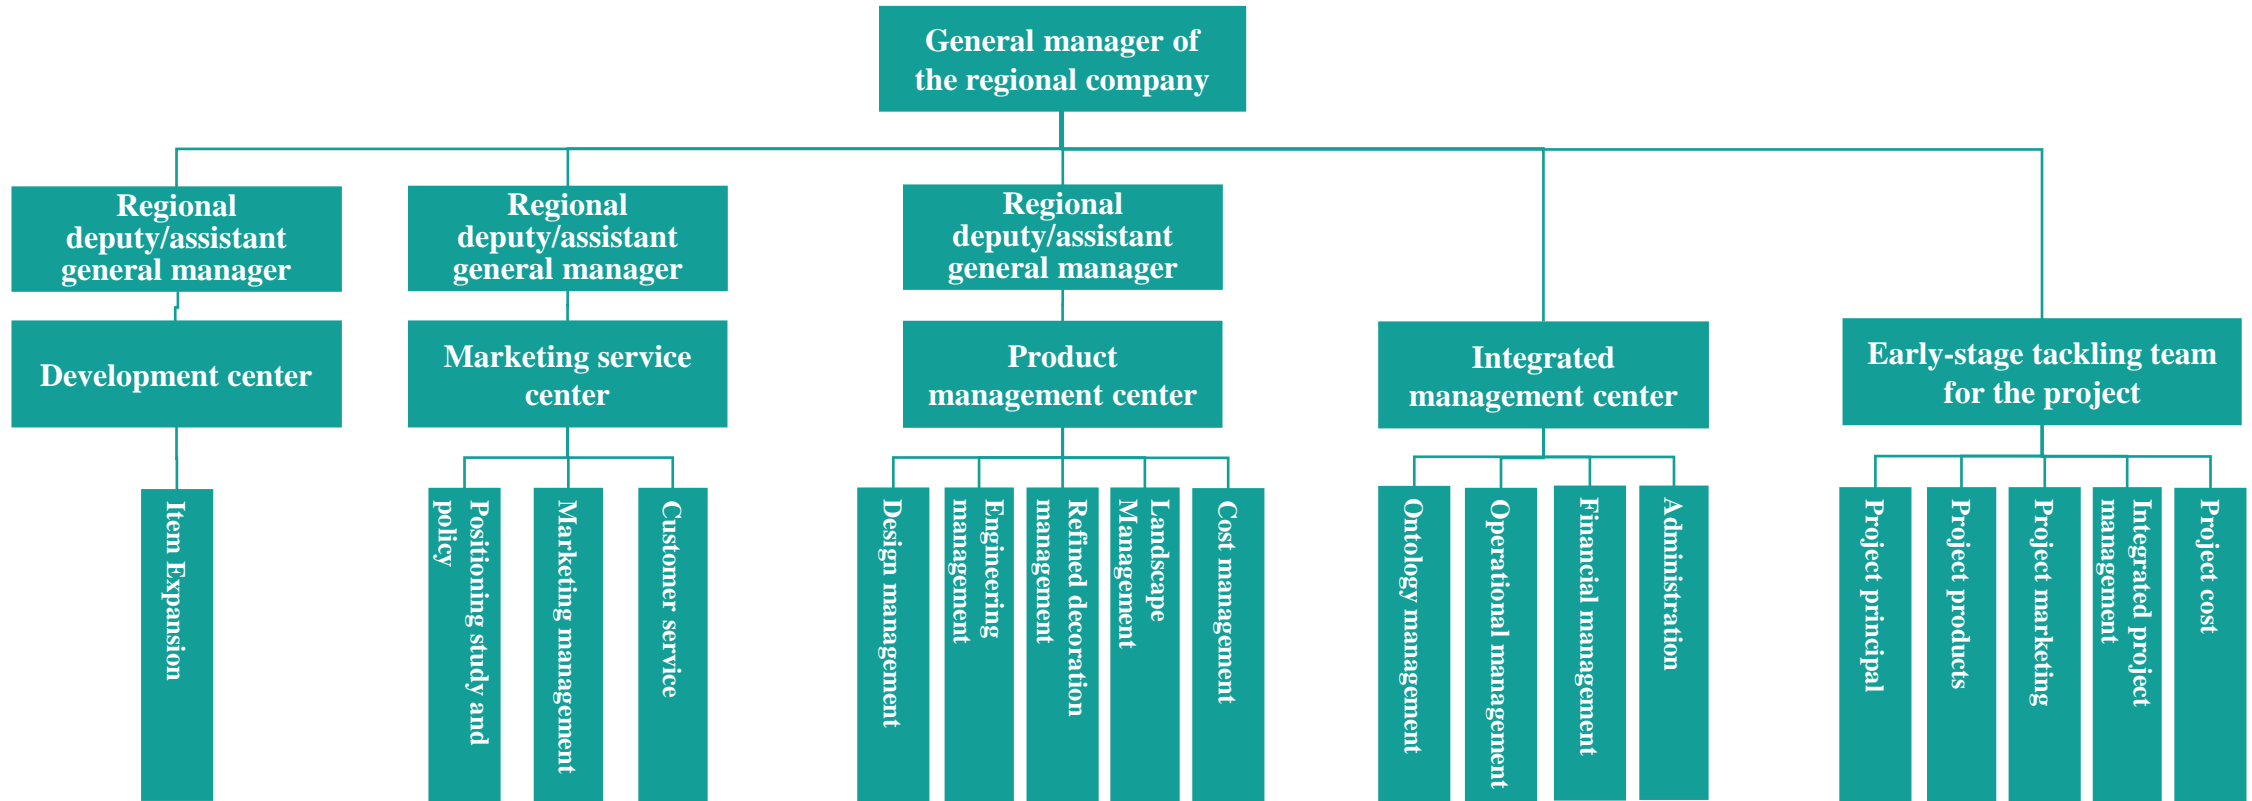 General manager of
the regional company
Regional
deputy/assistant
general manager
Regional
deputy/assistant
general manager
Regional
deputy/assistant
general manager
Development center
Marketing service
center
Product
management center
Integrated
management center
Early-stage tackling team
for the project
Item Expansion
Positioning study and
policy
Marketing management
Customer service
Design management
Engineering
management
Refined decoration
management
Landscape
Management
Cost management
Ontology management
Operational management
Financial management
Administration
Project principal
Project products
Project marketing
Integrated project
management
Project cost